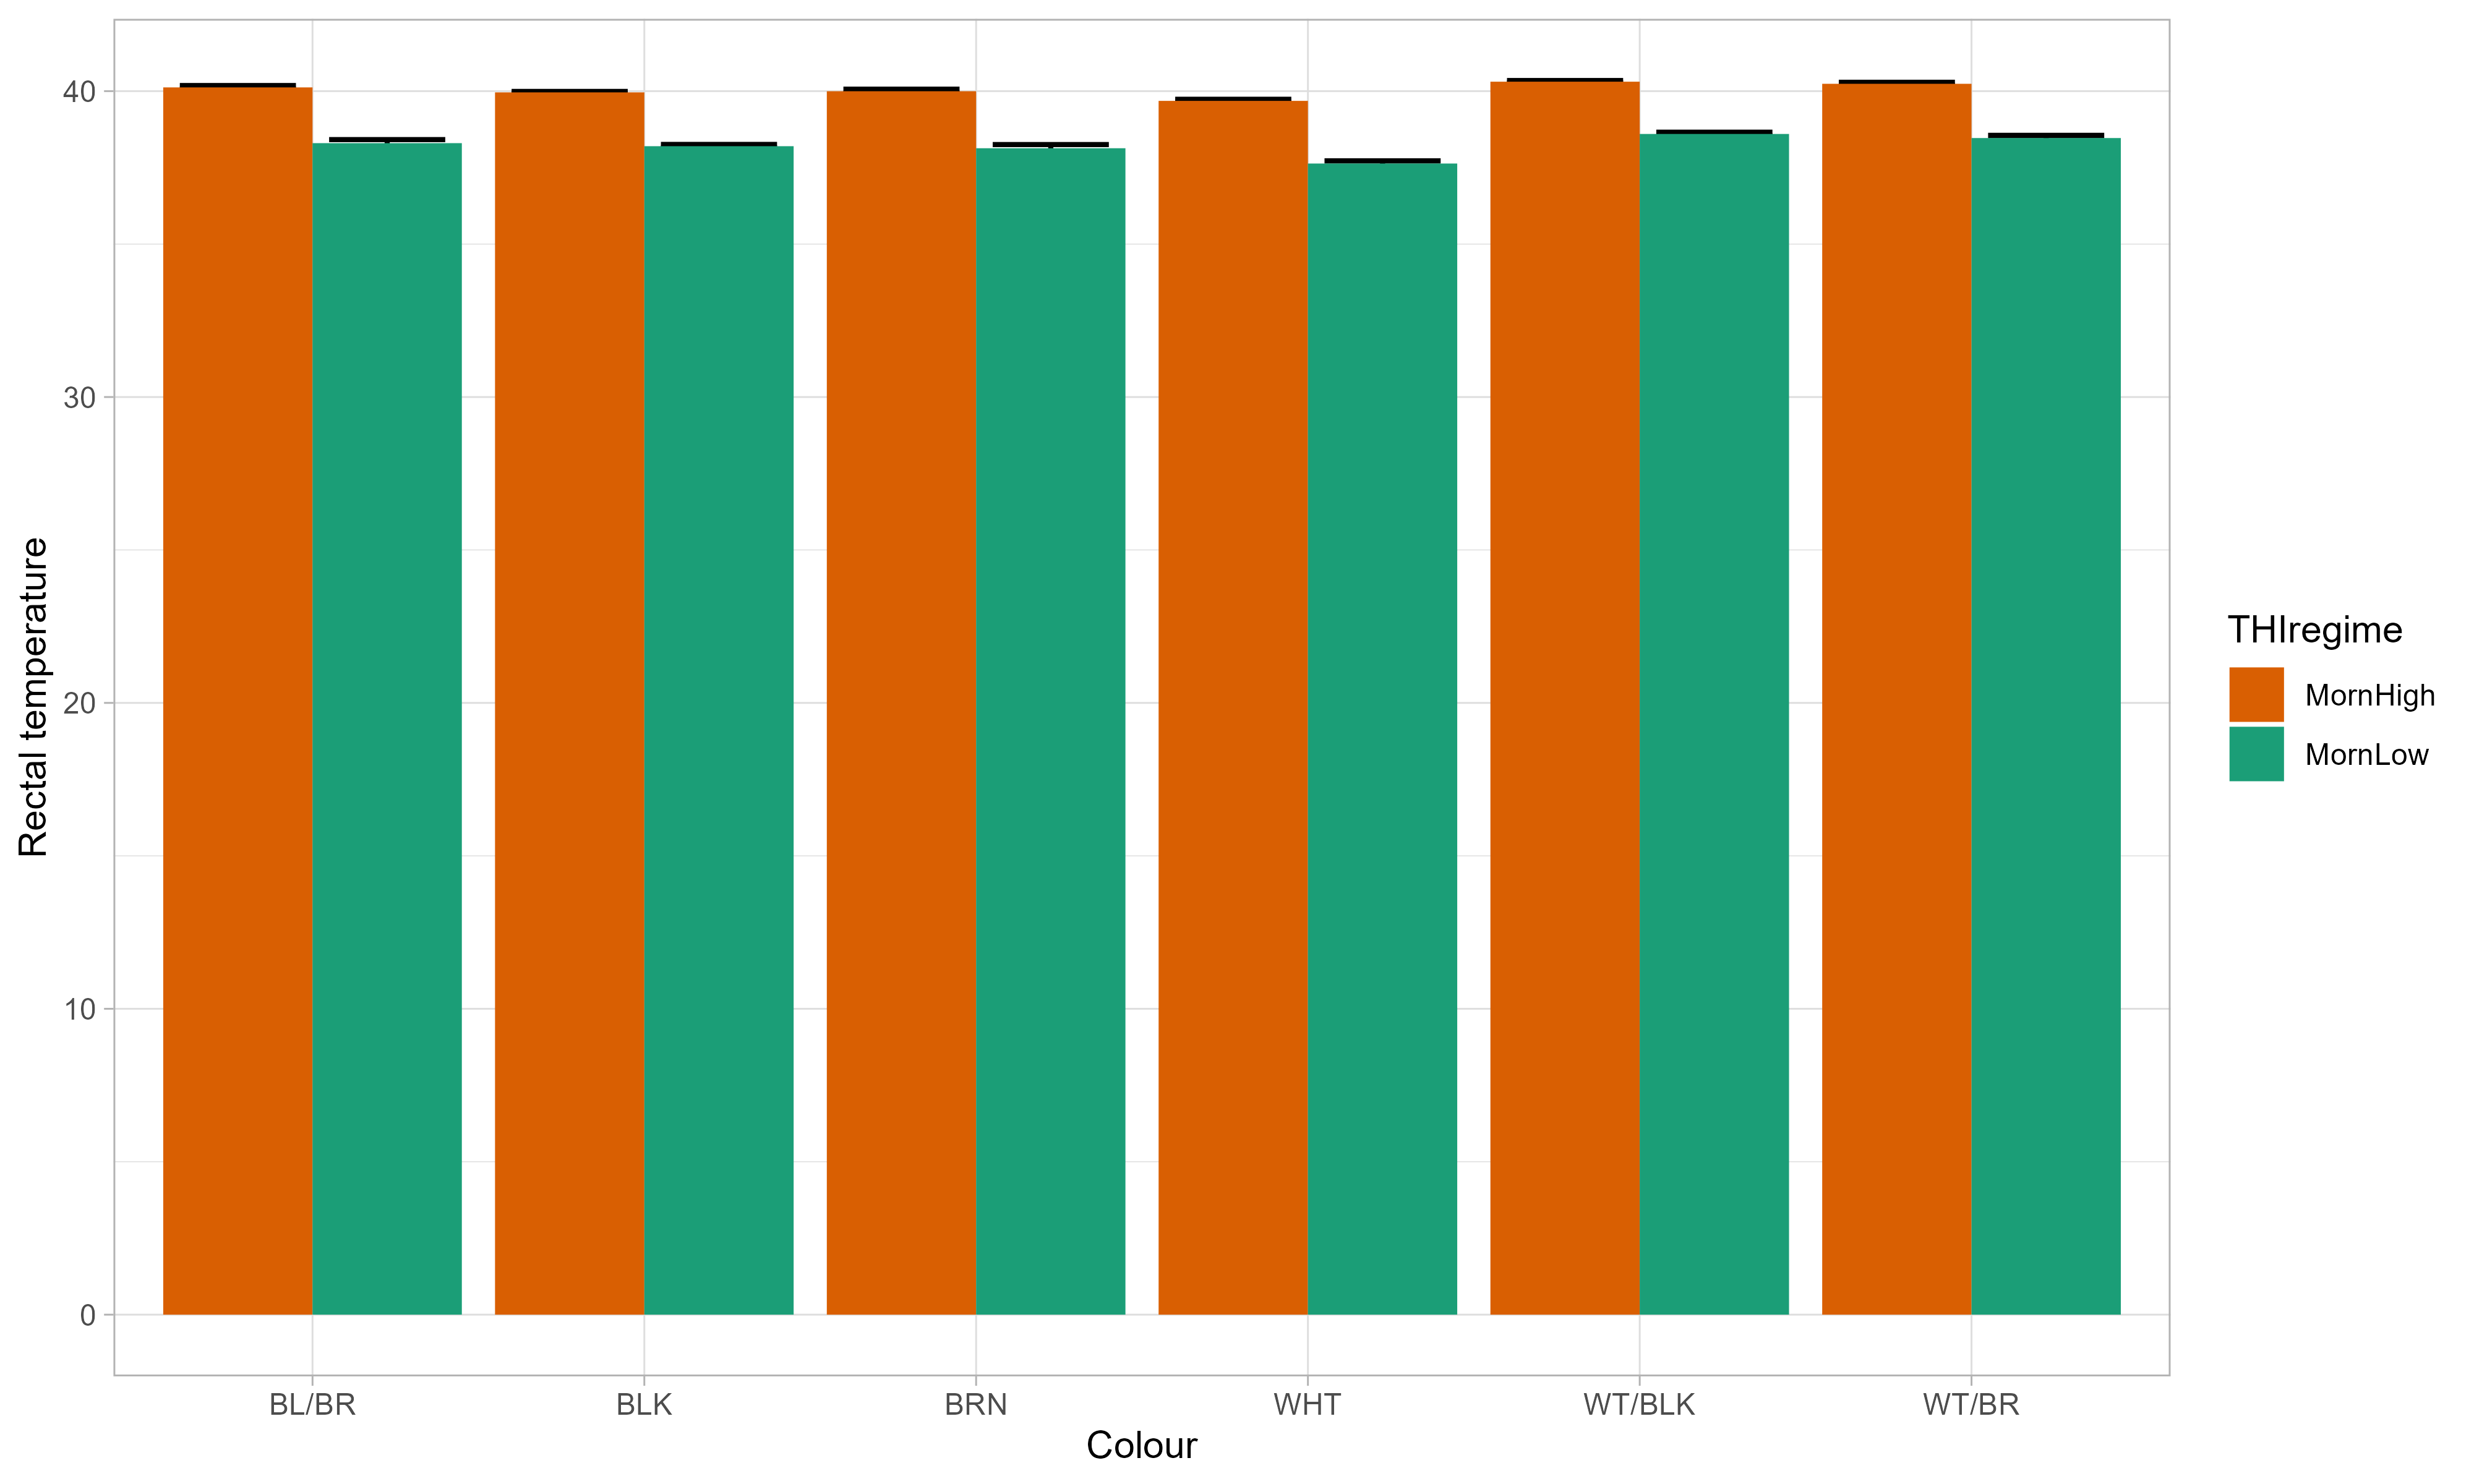 40
30
20
10
0
Rectal temperature
BL/BR BLK BRN WHT WT/BLK WT/BR
Colour
THIregime
MornHigh
MornLow